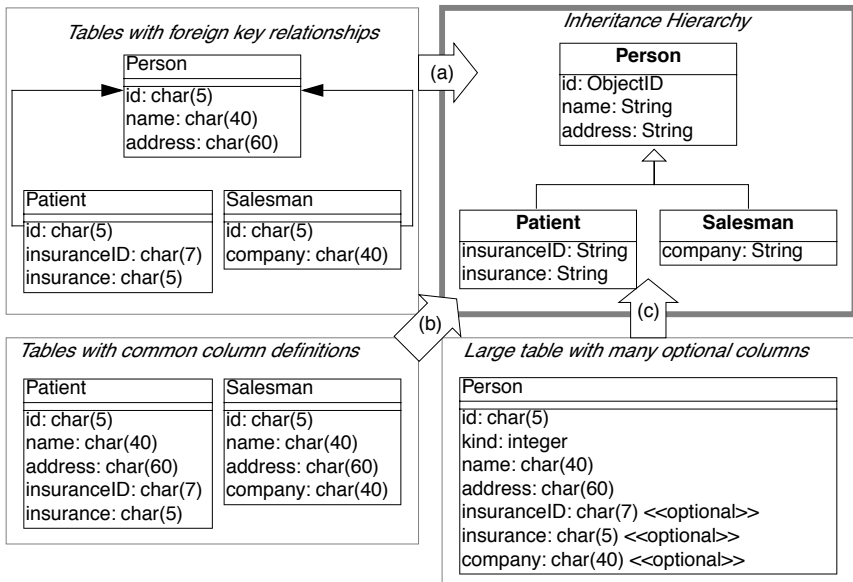 Tables with foreign key relationships
Person
id: char(5)
name: char(40)
address: char(60)
Patient
id: char(5)
insuranceID: char(7)
insurance: char(5)
Salesman
id: char(5)
company: char(40)
(a)
Inheritance Hierarchy
Person
id: ObjectID
name: String
address: String
Patient
insuranceID: String
insurance: String
Salesman
company: String
(b)
(c)
Tables with common column definitions
Patient
id: char(5)
name: char(40)
address: char(60)
insuranceID: char(7)
insurance: char(5)
Salesman
id: char(5)
name: char(40)
address: char(60)
company: char(40)
Large table with many optional columns
Person
id: char(5)
kind: integer
name: char(40)
address: char(60)
insuranceID: char(7) <<optional>>
insurance: char(5) <<optional>>
company: char(40) <<optional>>